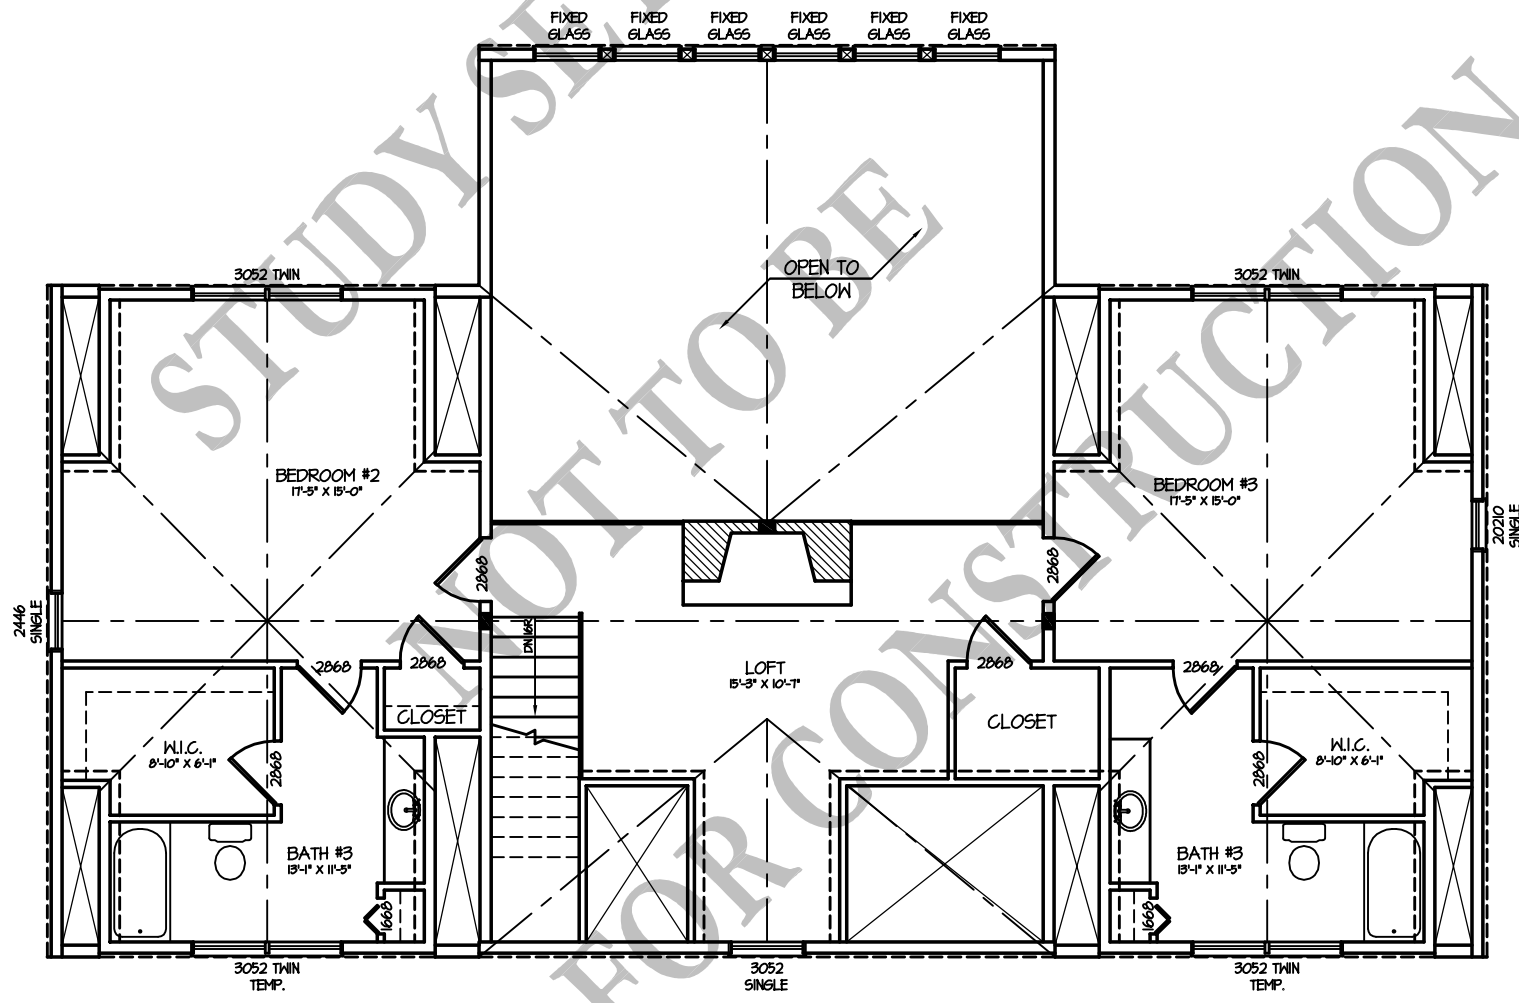 FIXED
GLASS
FIXED
GLASS
FIXED
GLASS
FIXED
GLASS
FIXED
GLASS
FIXED
GLASS
STUDY SET
NOT TO BE
FOR CONSTRUCTION
OPEN TO
BELOW
3052 TWIN
3052 TWIN
BEDROOM #2
17'-5" X 15'-0"
BEDROOM #3
17'-5" X 15'-0"
20210
SINGLE
2446
SINGLE
2868
2868
DN 16R
2868
2868
2868
2868
LOFT
15'-3" X 10'-7"
CLOSET
CLOSET
W.I.C.
8'-10" X 6'-1"
2868
2868
W.I.C.
8'-10" X 6'-1"
BATH #3
13'-1" X 11'-5"
BATH #3
13'-1" X 11'-5"
1668
1668
3052 TWIN
TEMP.
3052
SINGLE
3052 TWIN
TEMP.